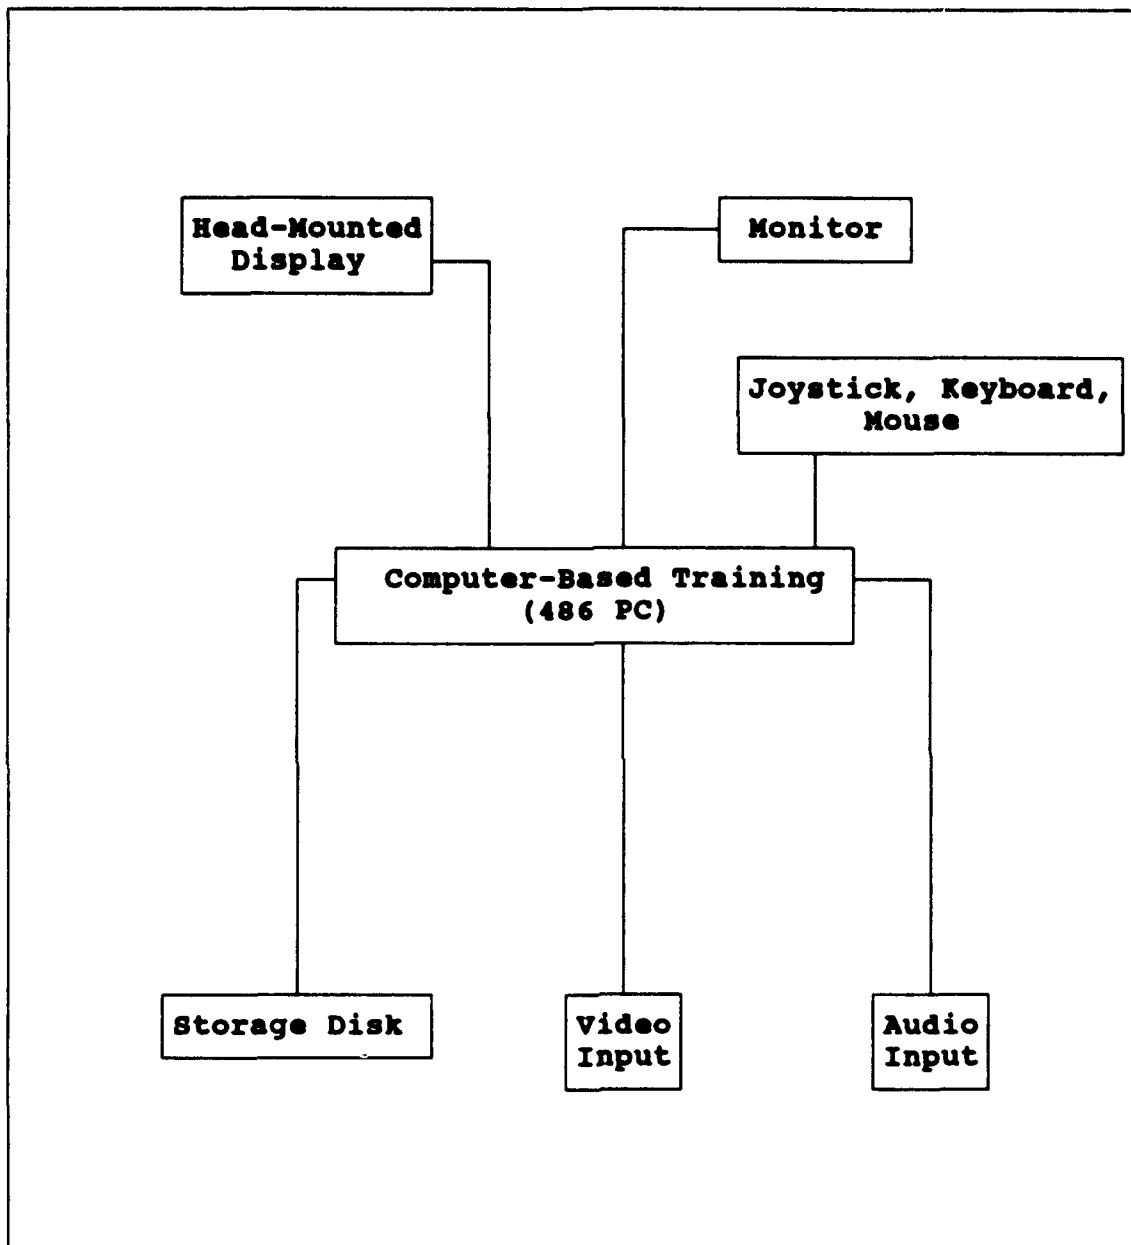 Head-Mounted
Display
Monitor
Joystick, Keyboard,
Mouse
Computer-Based Training
(486 PC)
Storage Disk
Video
Input
Audio
Input